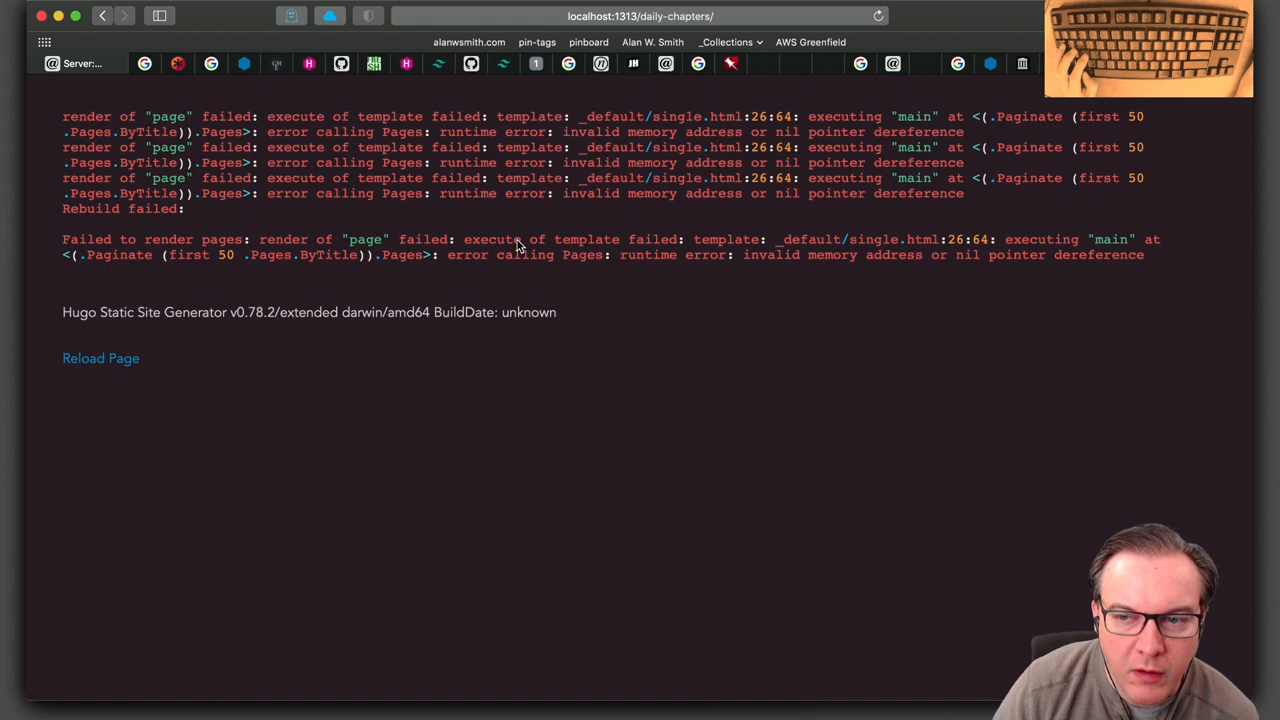 localhost:1313/daily-chapters/
alanwsmith.com pin-tags pinboard Alan W. Smith _Collections AWS Greenfield
Server:...
render of "page" failed: execute of template failed: template: _default/single.html:26:64: executing "main" at <(.Paginate (first 50
.Pages.ByTitle)).Pages>: error calling Pages: runtime error: invalid memory address or nil pointer dereference
render of "page" failed: execute of template failed: template: _default/single.html:26:64: executing "main" at <(.Paginate (first 50
.Pages.ByTitle)).Pages>: error calling Pages: runtime error: invalid memory address or nil pointer dereference
render of "page" failed: execute of template failed: template: _default/single.html:26:64: executing "main" at <(.Paginate (first 50
.Pages.ByTitle)).Pages>: error calling Pages: runtime error: invalid memory address or nil pointer dereference
Rebuild failed:
Failed to render pages: render of "page" failed: execute of template failed: template: _default/single.html:26:64: executing "main" at
<(.Paginate (first 50 .Pages.ByTitle)).Pages>: error calling Pages: runtime error: invalid memory address or nil pointer dereference
Hugo Static Site Generator v0.78.2/extended darwin/amd64 BuildDate: unknown
Reload Page